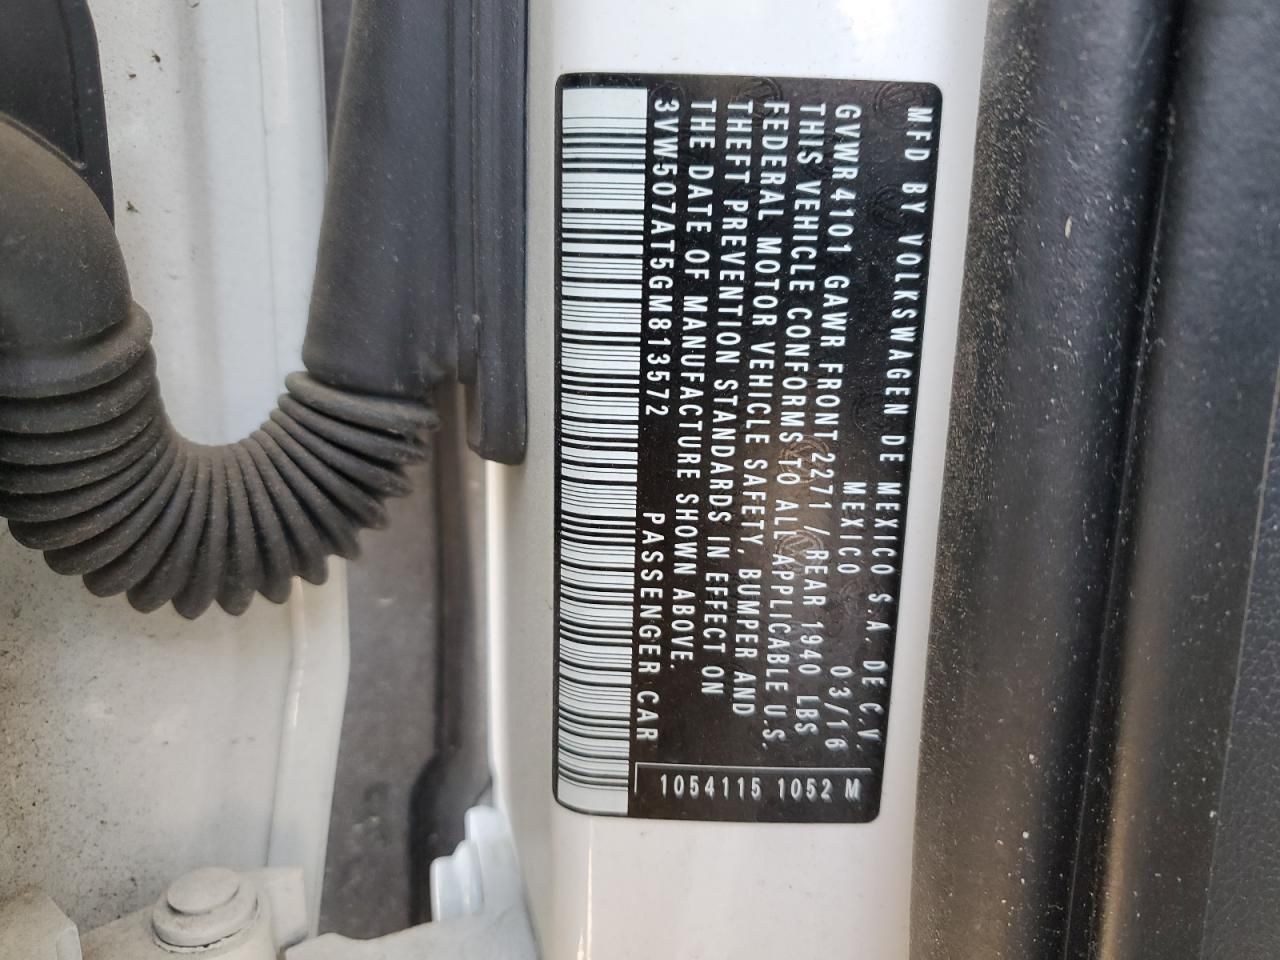 MFD BY VOLKSWAGEN DE MEXICO S.A. DE C.V.
MEXICO 03/16
GVWR 4101 GAWR FRONT 2271 / REAR 1940 LBS
THIS VEHICLE CONFORMS TO ALL APPLICABLE U.S.
FEDERAL MOTOR VEHICLE SAFETY, BUMPER AND
THEFT PREVENTION STANDARDS IN EFFECT ON
THE DATE OF MANUFACTURE SHOWN ABOVE.
3VW507AT5GM813572 PASSENGER CAR
1054115 1052 M